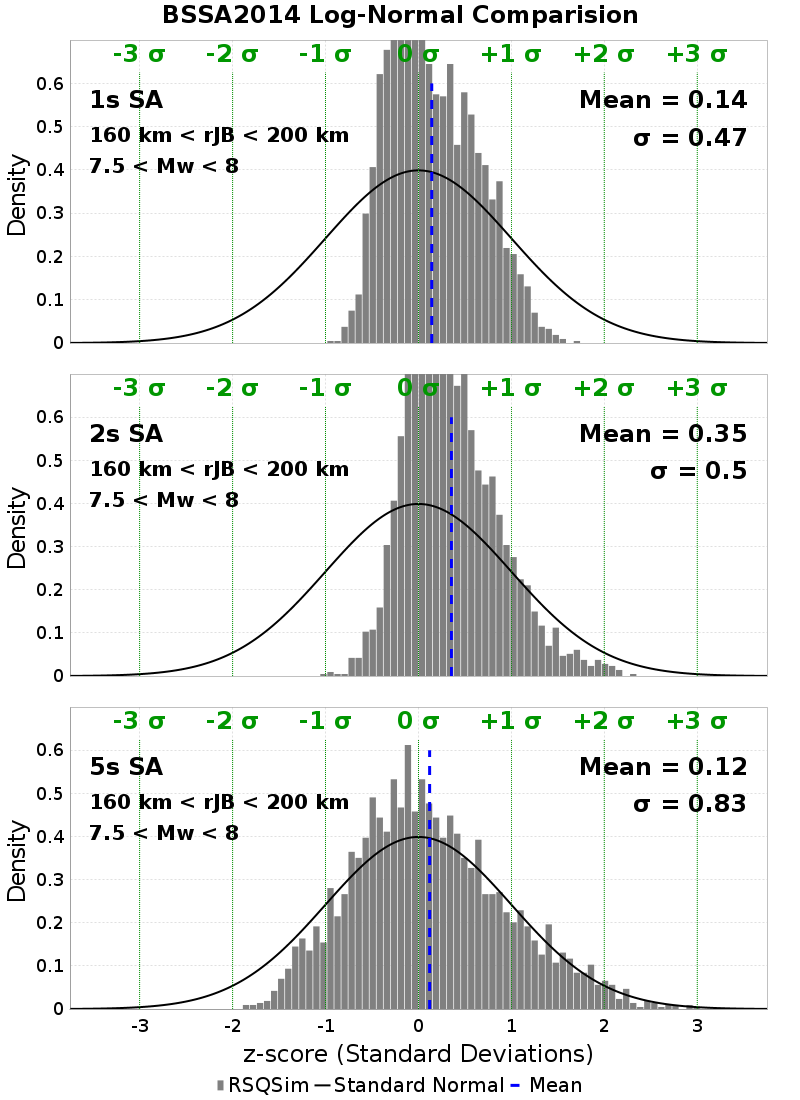 BSSA2014 Log-Normal Comparision
-3 σ -2 σ -1 σ 0 σ +1 σ +2 σ +3 σ
1s SA
160 km < rJB < 200 km
7.5 < Mw < 8
Mean = 0.14
σ = 0.47
Density
0.6
0.5
0.4
0.3
0.2
0.1
0
-3 σ -2 σ -1 σ 0 σ +1 σ +2 σ +3 σ
2s SA
160 km < rJB < 200 km
7.5 < Mw < 8
Mean = 0.35
σ = 0.5
Density
0.6
0.5
0.4
0.3
0.2
0.1
0
-3 σ -2 σ -1 σ 0 σ +1 σ +2 σ +3 σ
5s SA
160 km < rJB < 200 km
7.5 < Mw < 8
Mean = 0.12
σ = 0.83
Density
0.6
0.5
0.4
0.3
0.2
0.1
0
-3 -2 -1 0 1 2 3
z-score (Standard Deviations)
RSQSim Standard Normal Mean